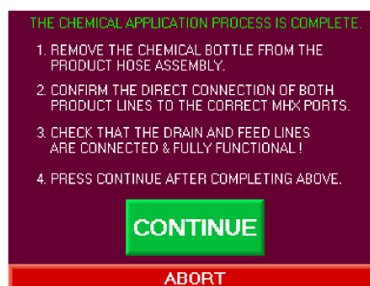 THE CHEMICAL APPLICATION PROCESS IS COMPLETE.
1. REMOVE THE CHEMICAL BOTTLE FROM THE
PRODUCT HOSE ASSEMBLY.
2. CONFIRM THE DIRECT CONNECTION OF BOTH
PRODUCT LINES TO THE CORRECT MHX PORTS.
3. CHECK THAT THE DRAIN AND FEED LINES
ARE CONNECTED & FULLY FUNCTIONAL !
4. PRESS CONTINUE AFTER COMPLETING ABOVE.
CONTINUE
ABORT